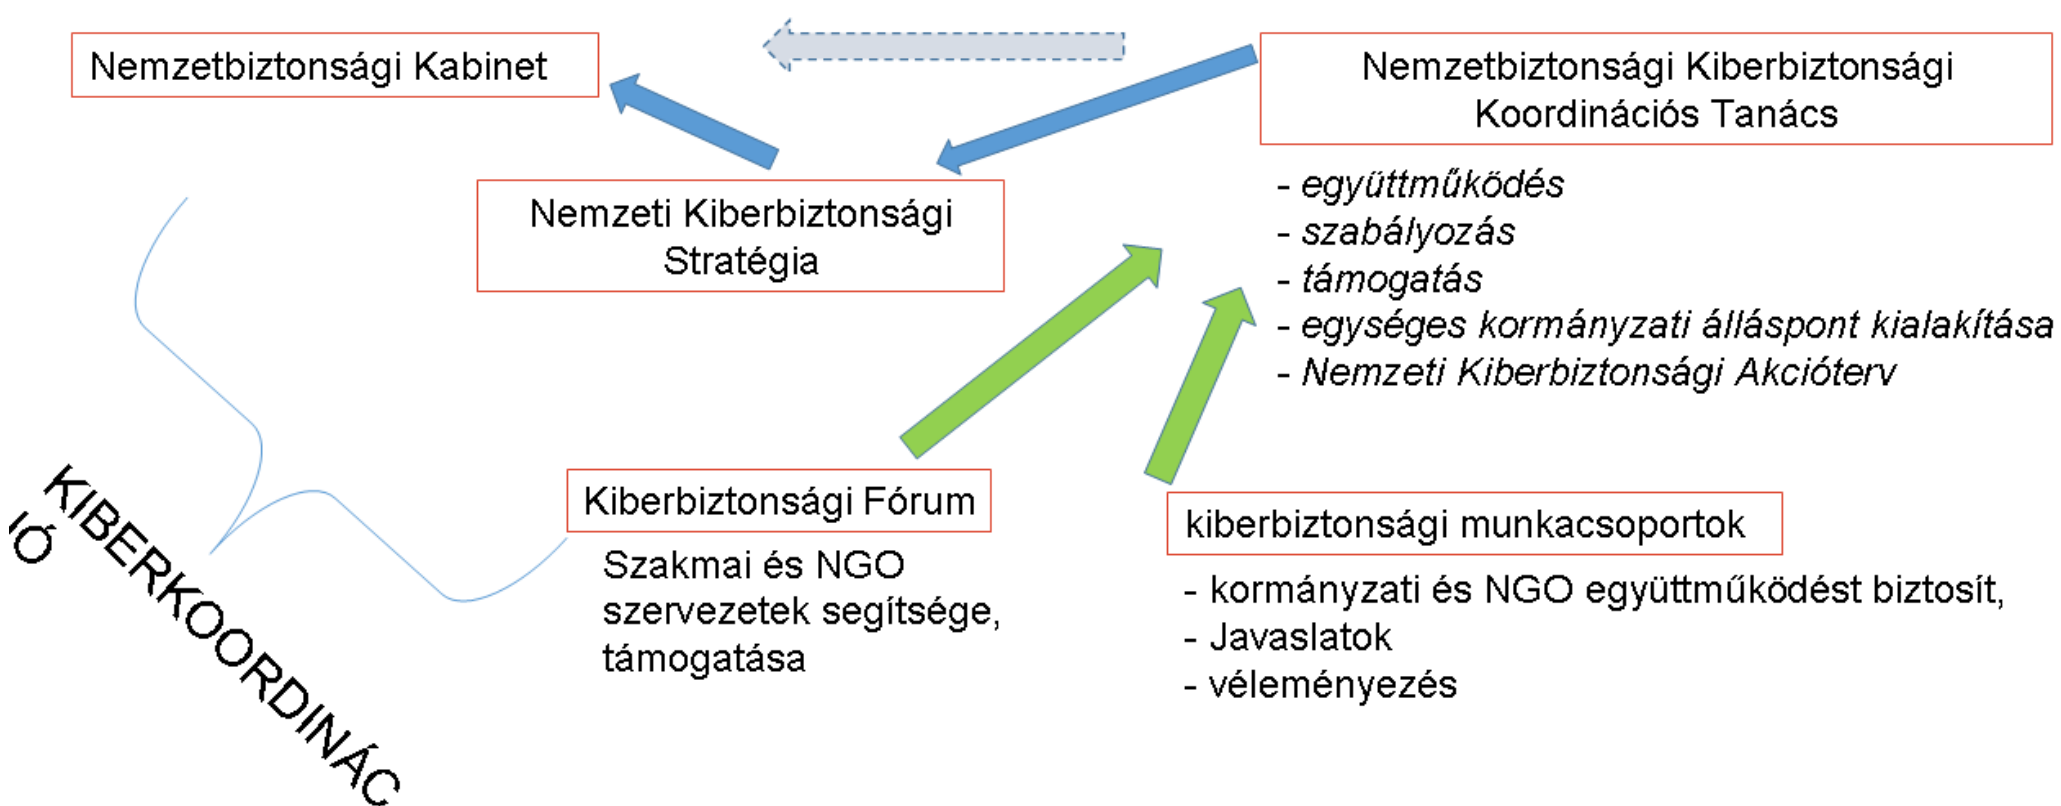 Nemzetbiztonsági Kabinet
Nemzetbiztonsági Kiberbiztonsági
Koordinációs Tanács
- együttműködés
- szabályozás
- támogatás
- egységes kormányzati álláspont kialakítása
- Nemzeti Kiberbiztonsági Akcióterv
Nemzeti Kiberbiztonsági
Stratégia
Kiberbiztonsági Fórum
Szakmai és NGO
szervezetek segítsége,
támogatása
kiberbiztonsági munkacsoportok
- kormányzati és NGO együttműködést biztosít,
- Javaslatok
- véleményezés
KIBERKOORDINÁC
IÓ